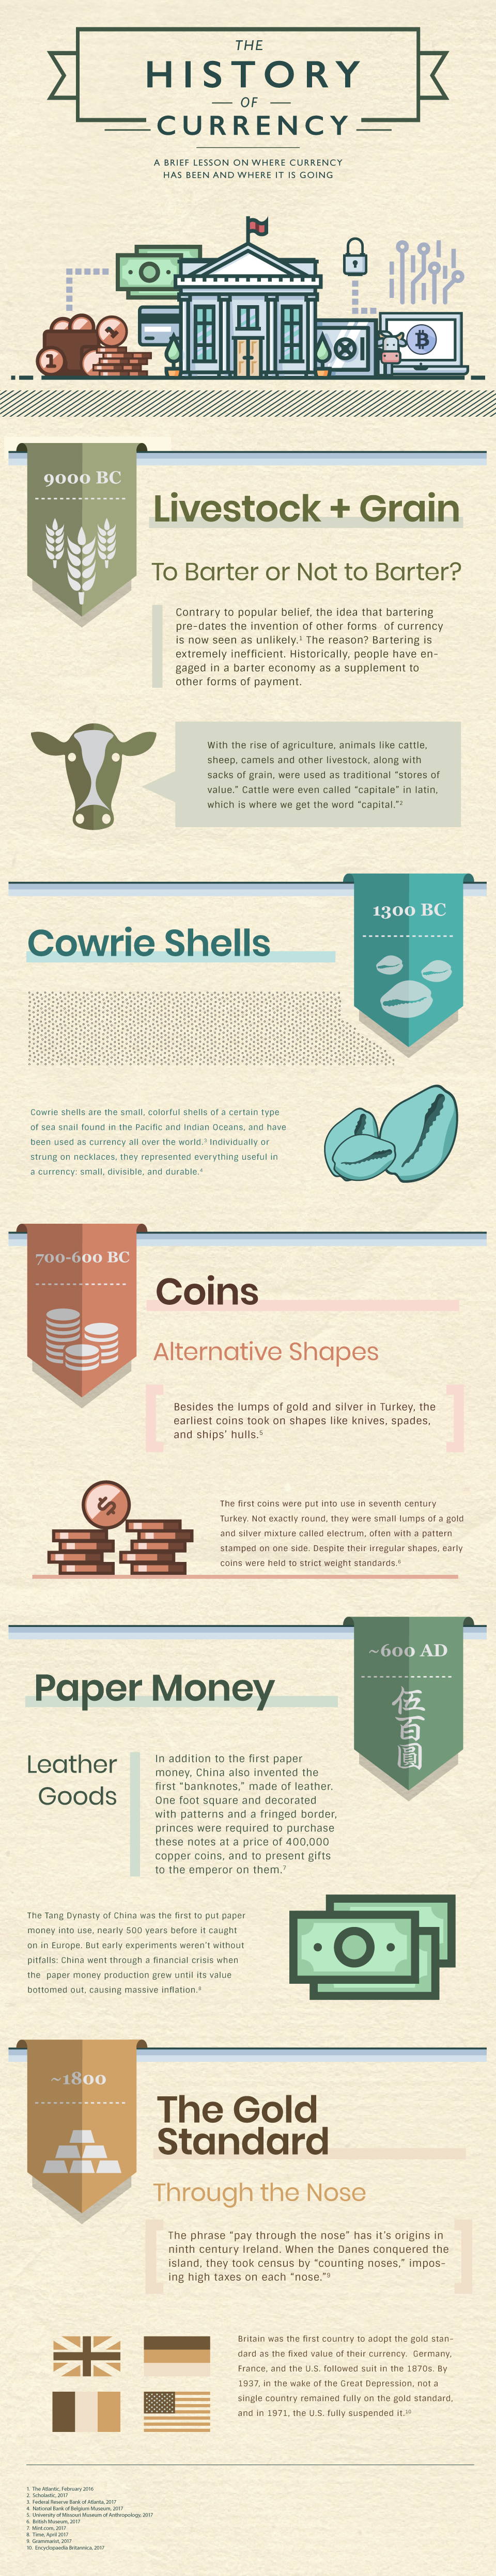 THE
HISTORY
OF
CURRENCY
A BRIEF LESSON ON WHERE CURRENCY
HAS BEEN AND WHERE IT IS GOING
1
1
B
9000 BC
Livestock + Grain
To Barter or Not to Barter?
Contrary to popular belief, the idea that bartering
pre-dates the invention of other forms of currency
is now seen as unlikely.¹ The reason? Bartering is
extremely inefficient. Historically, people have en-
gaged in a barter economy as a supplement to
other forms of payment.
With the rise of agriculture, animals like cattle,
sheep, camels and other livestock, along with
sacks of grain, were used as traditional “stores of
value.” Cattle were even called “capitale” in latin,
which is where we get the word “capital.”²
1300 BC
Cowrie Shells
Cowrie shells are the small, colorful shells of a certain type
of sea snail found in the Pacific and Indian Oceans, and have
been used as currency all over the world.³ Individually or
strung on necklaces, they represented everything useful in
a currency: small, divisible, and durable.⁴
700-600 BC
Coins
Alternative Shapes
Besides the lumps of gold and silver in Turkey, the
earliest coins took on shapes like knives, spades,
and ships’ hulls.⁵
$
The first coins were put into use in seventh century
Turkey. Not exactly round, they were small lumps of a gold
and silver mixture called electrum, often with a pattern
stamped on one side. Despite their irregular shapes, early
coins were held to strict weight standards.⁶
~600 AD
伍
百
圓
Paper Money
Leather
Goods
In addition to the first paper
money, China also invented the
first “banknotes,” made of leather.
One foot square and decorated
with patterns and a fringed border,
princes were required to purchase
these notes at a price of 400,000
copper coins, and to present gifts
to the emperor on them.⁷
The Tang Dynasty of China was the first to put paper
money into use, nearly 500 years before it caught
on in Europe. But early experiments weren’t without
pitfalls: China went through a financial crisis when
the paper money production grew until its value
bottomed out, causing massive inflation.⁸
~1800
The Gold
Standard
Through the Nose
The phrase “pay through the nose” has it’s origins in
ninth century Ireland. When the Danes conquered the
island, they took census by “counting noses,” impos-
ing high taxes on each “nose.”⁹
Britain was the first country to adopt the gold stan-
dard as the fixed value of their currency. Germany,
France, and the U.S. followed suit in the 1870s. By
1937, in the wake of the Great Depression, not a
single country remained fully on the gold standard,
and in 1971, the U.S. fully suspended it.¹⁰
1. The Atlantic, February 2016
2. Scholastic, 2017
3. Federal Reserve Bank of Atlanta, 2017
4. National Bank of Belgium Museum, 2017
5. University of Missouri Museum of Anthropology, 2017
6. British Museum, 2017
7. Mint.com, 2017
8. Time, April 2017
9. Grammarist, 2017
10. Encyclopaedia Britannica, 2017